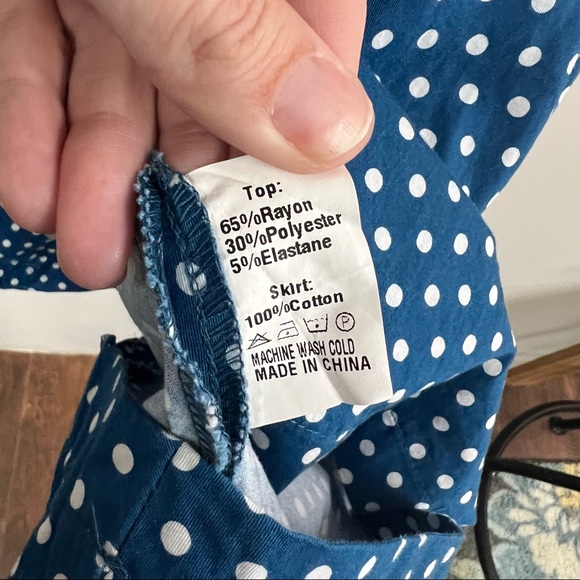 Top:
65%Rayon
30%Polyester
5%Elastane
Skirt:
100%Cotton
MACHINE WASH COLD
MADE IN CHINA